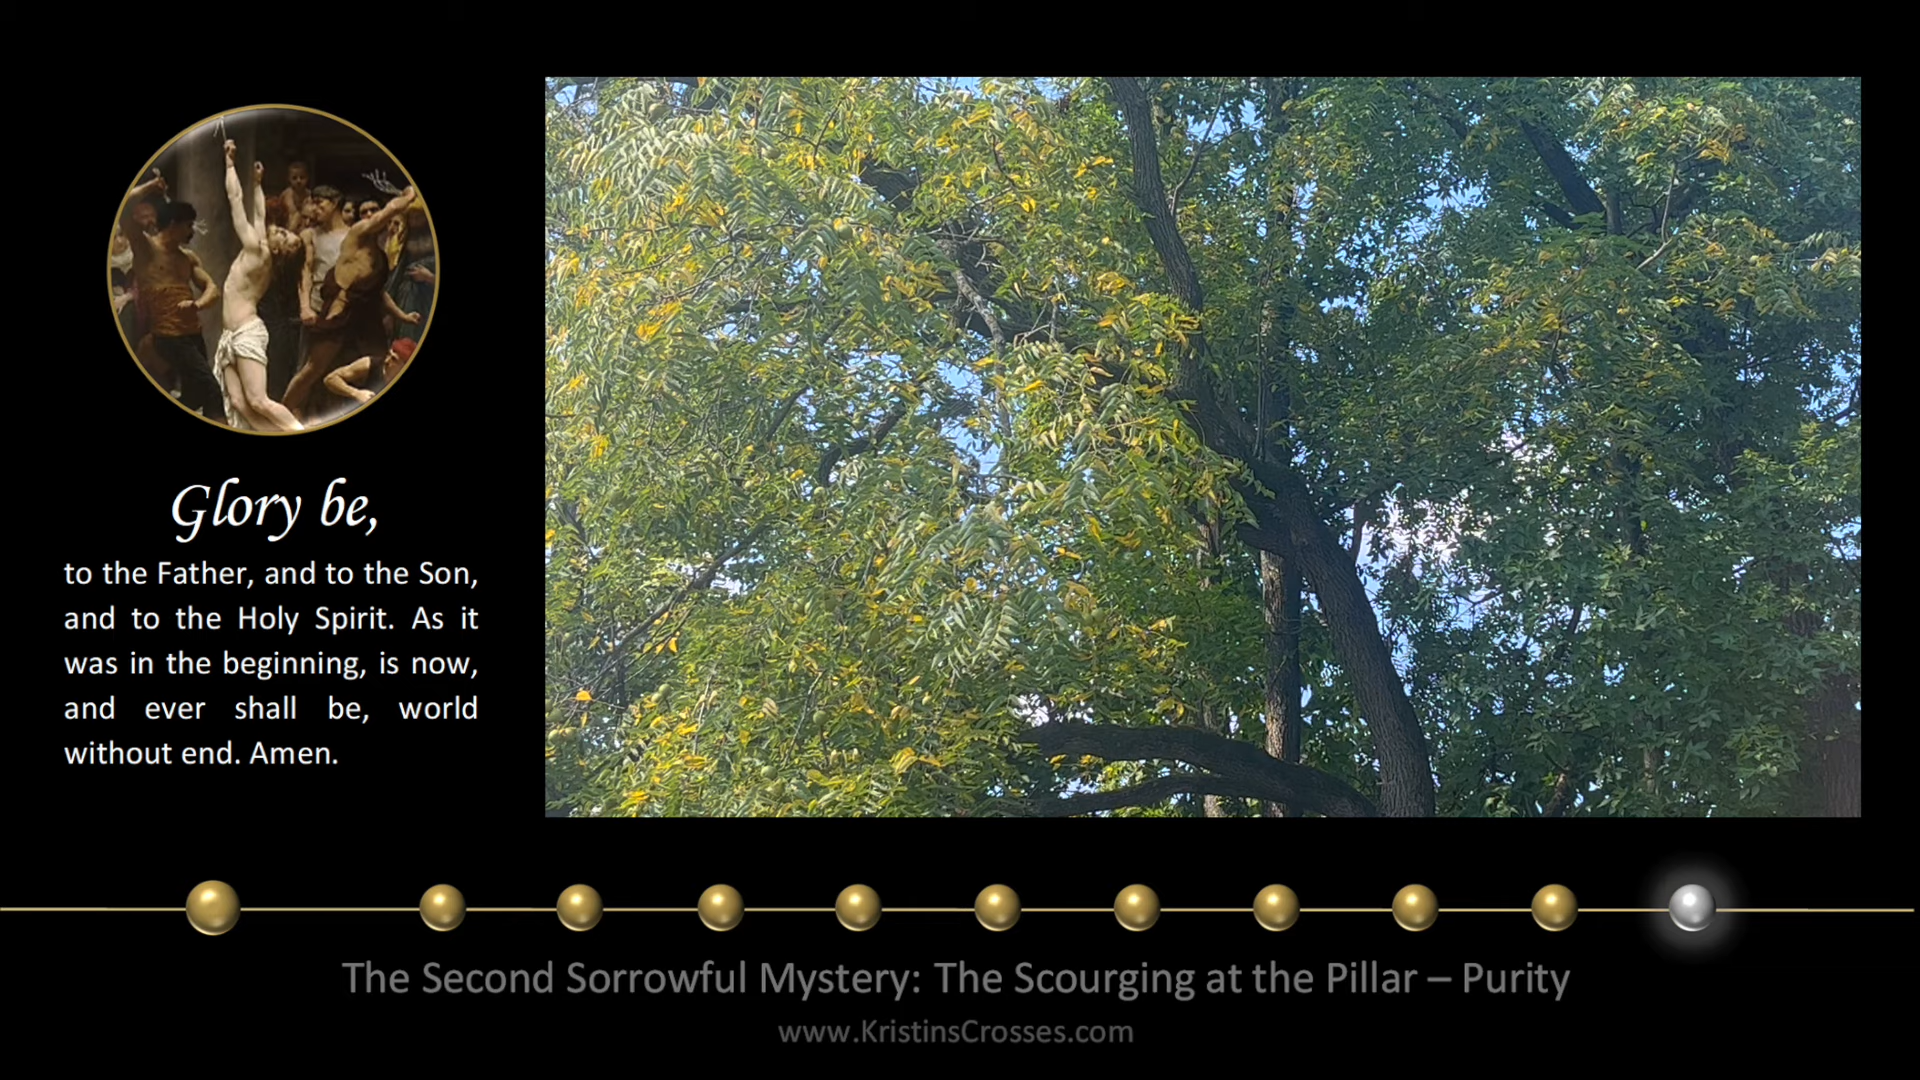 Glory be,
to the Father, and to the Son,
and to the Holy Spirit. As it
was in the beginning, is now,
and ever shall be, world
without end. Amen.
The Second Sorrowful Mystery: The Scourging at the Pillar – Purity
www.KristinsCrosses.com